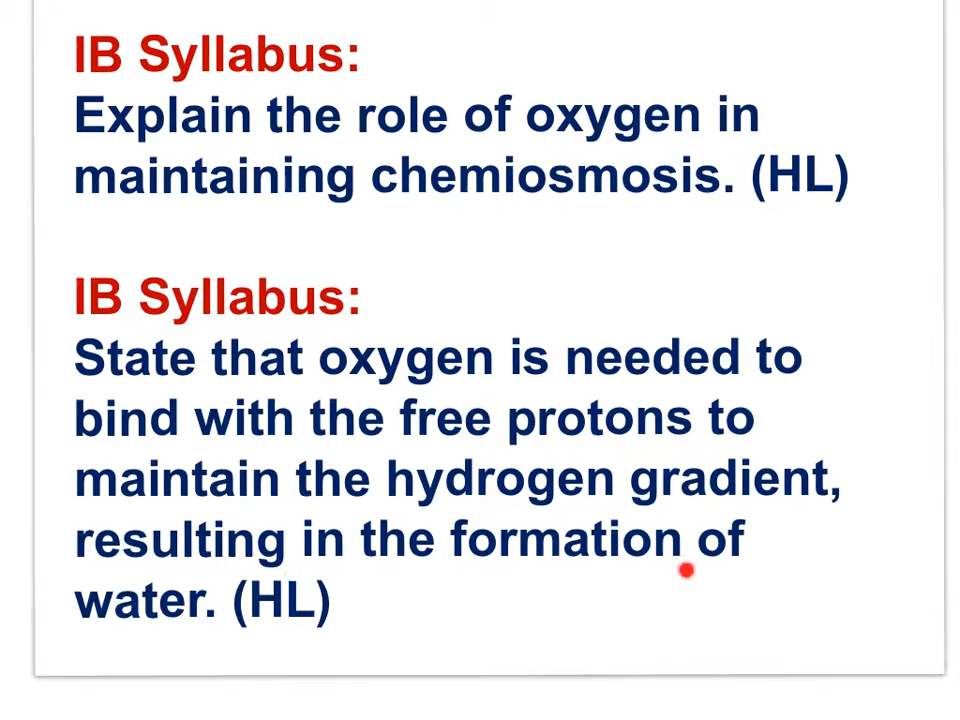 IB Syllabus:
Explain the role of oxygen in
maintaining chemiosmosis. (HL)
IB Syllabus:
State that oxygen is needed to
bind with the free protons to
maintain the hydrogen gradient,
resulting in the formation of
water. (HL)